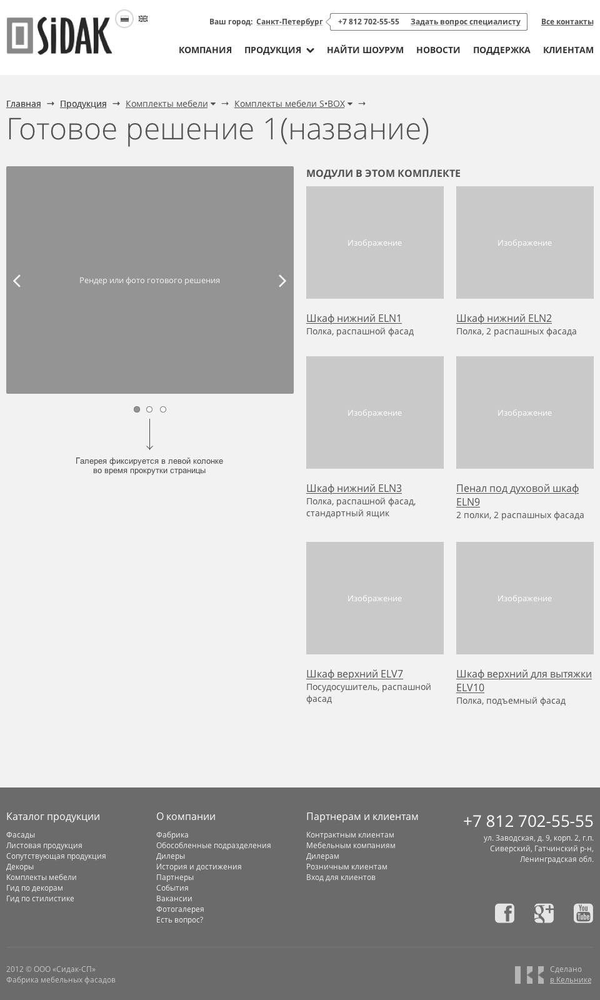 SiDAK
Ваш город: Санкт-Петербург
+7 812 702-55-55 Задать вопрос специалисту
Все контакты
КОМПАНИЯ ПРОДУКЦИЯ НАЙТИ ШОУРУМ НОВОСТИ ПОДДЕРЖКА КЛИЕНТАМ
Главная → Продукция → Комплекты мебели → Комплекты мебели S•BOX →
Готовое решение 1(название)
Рендер или фото готового решения
Галерея фиксируется в левой колонке
во время прокрутки страницы
МОДУЛИ В ЭТОМ КОМПЛЕКТЕ
Изображение
Шкаф нижний ELN1
Полка, распашной фасад
Изображение
Шкаф нижний ELN2
Полка, 2 распашных фасада
Изображение
Шкаф нижний ELN3
Полка, распашной фасад,
стандартный ящик
Изображение
Пенал под духовой шкаф
ELN9
2 полки, 2 распашных фасада
Изображение
Шкаф верхний ELV7
Посудосушитель, распашной
фасад
Изображение
Шкаф верхний для вытяжки
ELV10
Полка, подъемный фасад
Каталог продукции
Фасады
Листовая продукция
Сопутствующая продукция
Декоры
Комплекты мебели
Гид по декорам
Гид по стилистике
О компании
Фабрика
Обособленные подразделения
Дилеры
История и достижения
Партнеры
События
Вакансии
Фотогалерея
Есть вопрос?
Партнерам и клиентам
Контрактным клиентам
Мебельным компаниям
Дилерам
Розничным клиентам
Вход для клиентов
+7 812 702-55-55
ул. Заводская, д. 9, корп. 2, г.п.
Сиверский, Гатчинский р-н,
Ленинградская обл.
You
Tube
2012 © ООО «Сидак-СП»
Фабрика мебельных фасадов
Сделано
в Кельнике